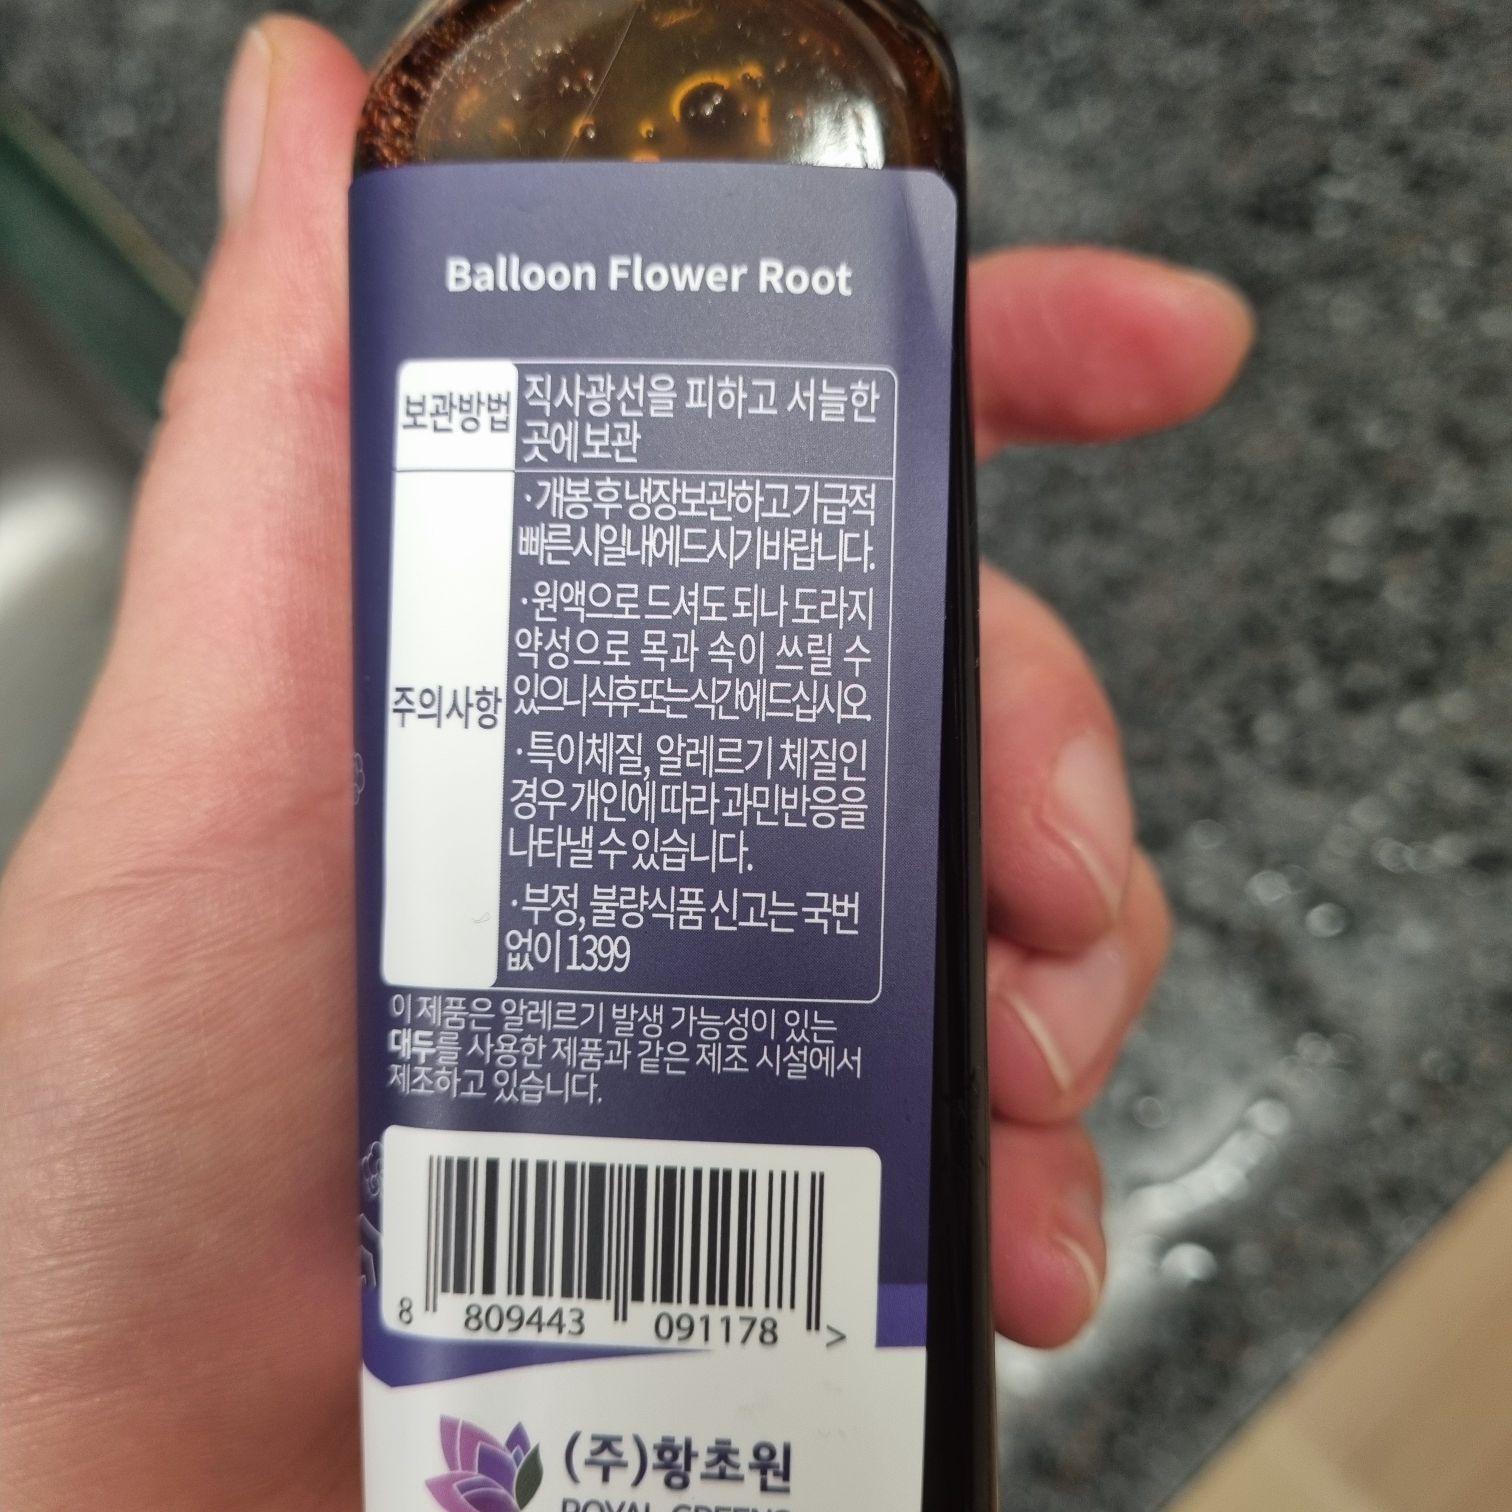 Balloon Flower Root
보관방법
직사광선을 피하고 서늘한
곳에 보관
주의사항
·개봉 후 냉장보관하고 가급적
빠른 시일내에 드시기 바랍니다.
·원액으로 드셔도 되나 도라지
약성으로 목과 속이 쓰릴 수
있으니 식후 또는 식간에 드십시오.
·특이체질, 알레르기 체질인
경우 개인에 따라 과민반응을
나타낼 수 있습니다.
·부정, 불량식품 신고는 국번
없이 1399
이 제품은 알레르기 발생 가능성이 있는
대두를 사용한 제품과 같은 제조 시설에서
제조하고 있습니다.
8 809443 091178 >
(주)황초원
ROYAL GREENS